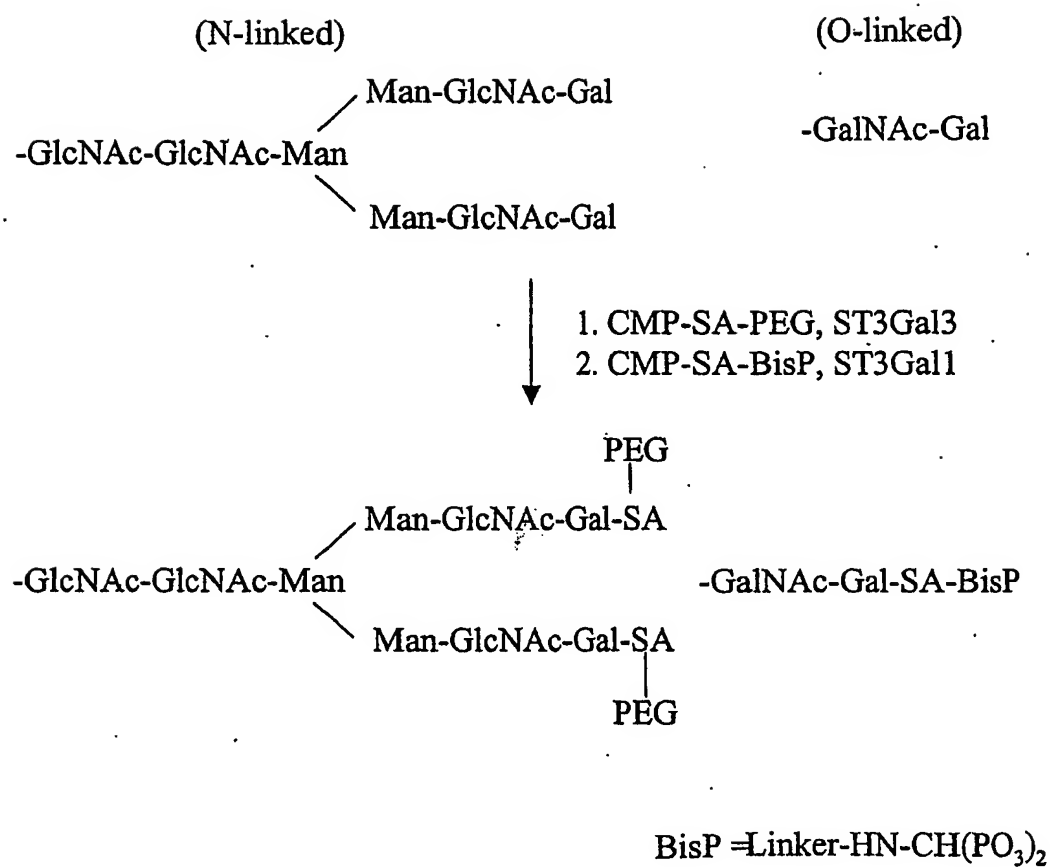 (N-linked)
(O-linked)
Man-GlcNAc-Gal
-GalNAc-Gal
-GlcNAc-GlcNAc-Man
Man-GlcNAc-Gal
1. CMP-SA-PEG, ST3Gal3
2. CMP-SA-BisP, ST3Gal1
PEG
Man-GlcNAc-Gal-SA
-GlcNAc-GlcNAc-Man
-GalNAc-Gal-SA-BisP
Man-GlcNAc-Gal-SA
PEG
BisP =Linker-HN-CH(PO₃)₂